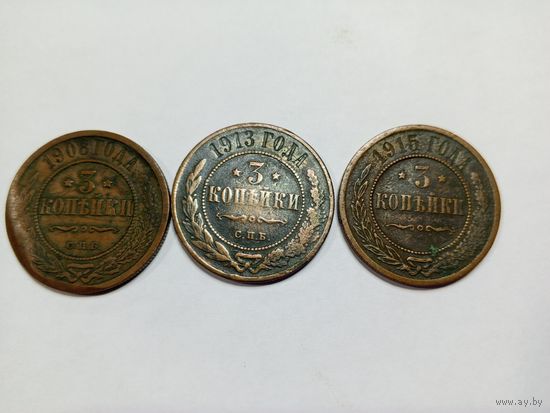 1908 ГОДА
3
КОПѢЙКИ
С.П.Б.
1913 ГОДА
3
КОПѢЙКИ
С.П.Б.
1915 ГОДА
3
КОПѢЙКИ
www.ay.by